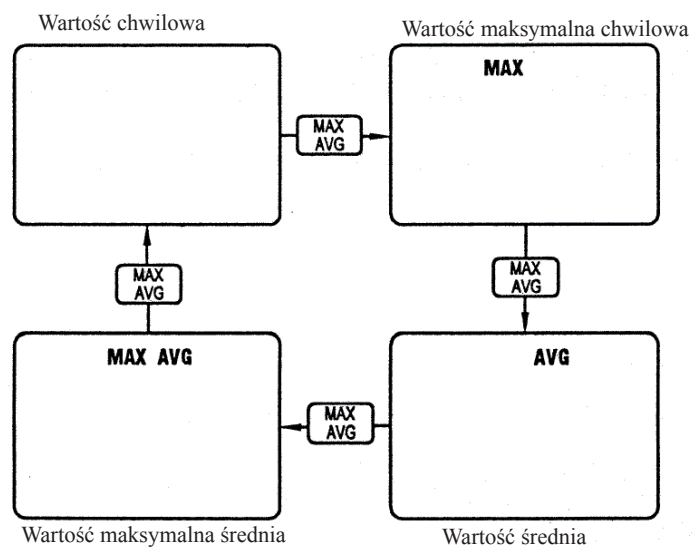 Wartość chwilowa
Wartość maksymalna chwilowa
MAX
MAX
AVG
MAX
AVG
MAX
AVG
MAX AVG
AVG
MAX
AVG
Wartość maksymalna średnia
Wartość średnia